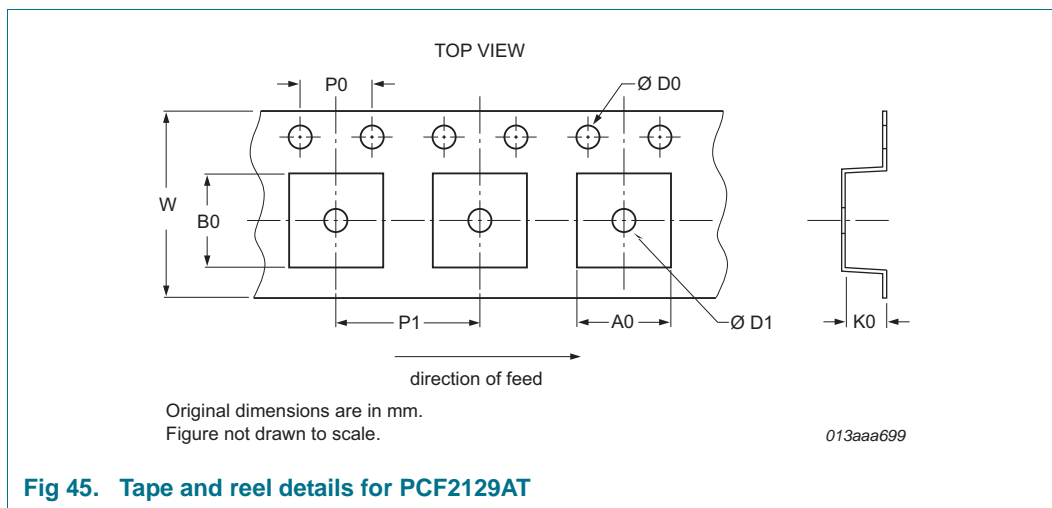 TOP VIEW
P0
Ø D0
W
B0
P1
A0
Ø D1
K0
direction of feed
Original dimensions are in mm.
Figure not drawn to scale.
013aaa699
Fig 45. Tape and reel details for PCF2129AT